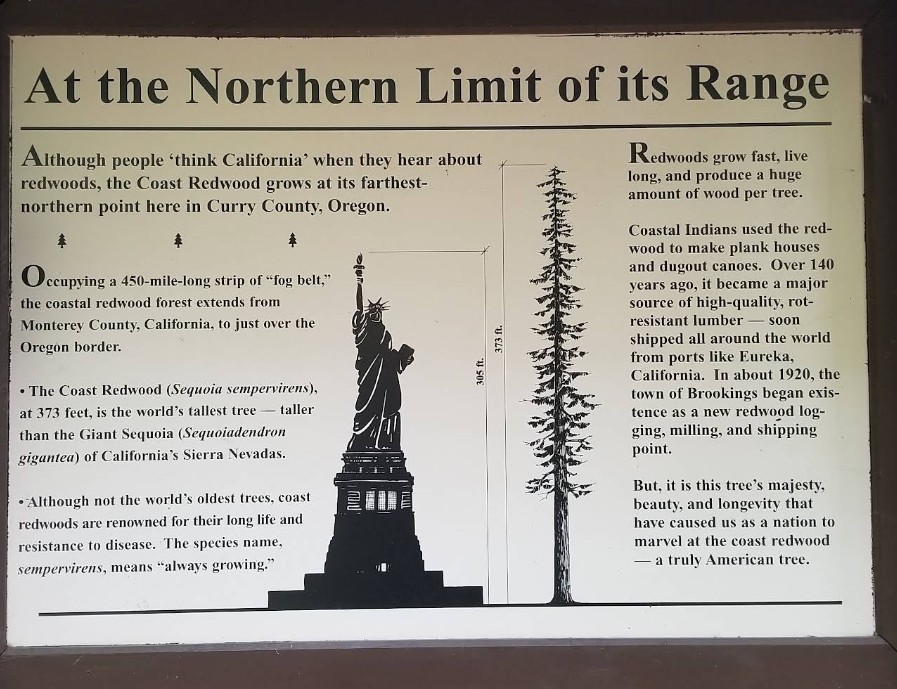 At the Northern Limit of its Range
Although people ‘think California’ when they hear about
redwoods, the Coast Redwood grows at its farthest-
northern point here in Curry County, Oregon.
Occupying a 450-mile-long strip of “fog belt,”
the coastal redwood forest extends from
Monterey County, California, to just over the
Oregon border.
• The Coast Redwood (Sequoia sempervirens),
at 373 feet, is the world’s tallest tree — taller
than the Giant Sequoia (Sequoiadendron
gigantea) of California’s Sierra Nevadas.
• Although not the world’s oldest trees, coast
redwoods are renowned for their long life and
resistance to disease. The species name,
sempervirens, means “always growing.”
305 ft.
373 ft.
Redwoods grow fast, live
long, and produce a huge
amount of wood per tree.
Coastal Indians used the red-
wood to make plank houses
and dugout canoes. Over 140
years ago, it became a major
source of high-quality, rot-
resistant lumber — soon
shipped all around the world
from ports like Eureka,
California. In about 1920, the
town of Brookings began exis-
tence as a new redwood log-
ging, milling, and shipping
point.
But, it is this tree’s majesty,
beauty, and longevity that
have caused us as a nation to
marvel at the coast redwood
— a truly American tree.